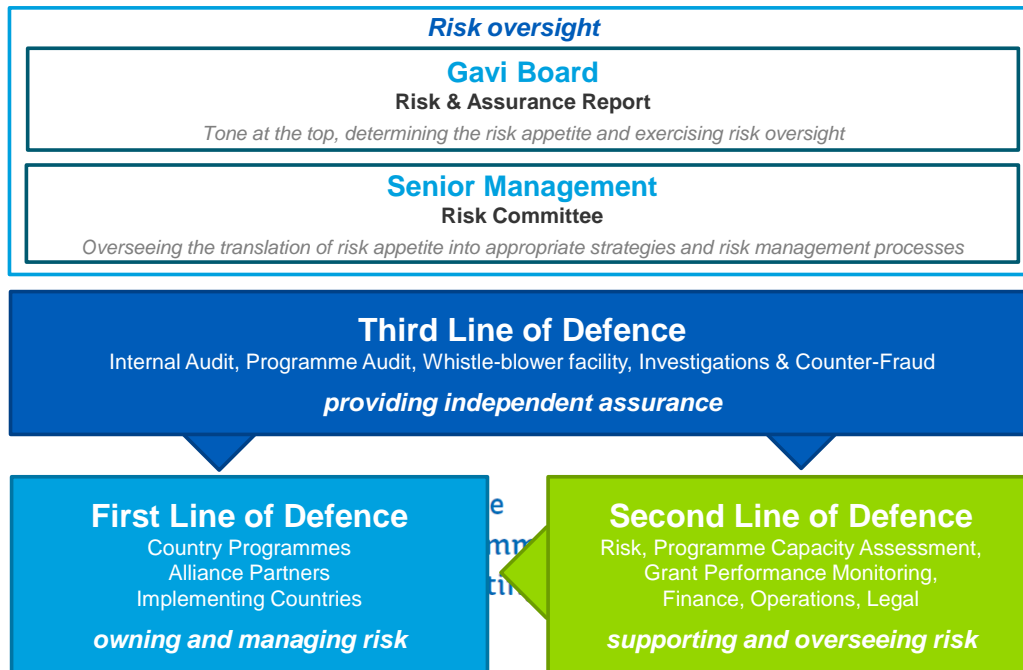 Risk oversight
Gavi Board
Risk & Assurance Report
Tone at the top, determining the risk appetite and exercising risk oversight
Senior Management
Risk Committee
Overseeing the translation of risk appetite into appropriate strategies and risk management processes
Third Line of Defence
Internal Audit, Programme Audit, Whistle-blower facility, Investigations & Counter-Fraud
providing independent assurance
First Line of Defence
Country Programmes
Alliance Partners
Implementing Countries
owning and managing risk
Second Line of Defence
Risk, Programme Capacity Assessment,
Grant Performance Monitoring,
Finance, Operations, Legal
supporting and overseeing risk